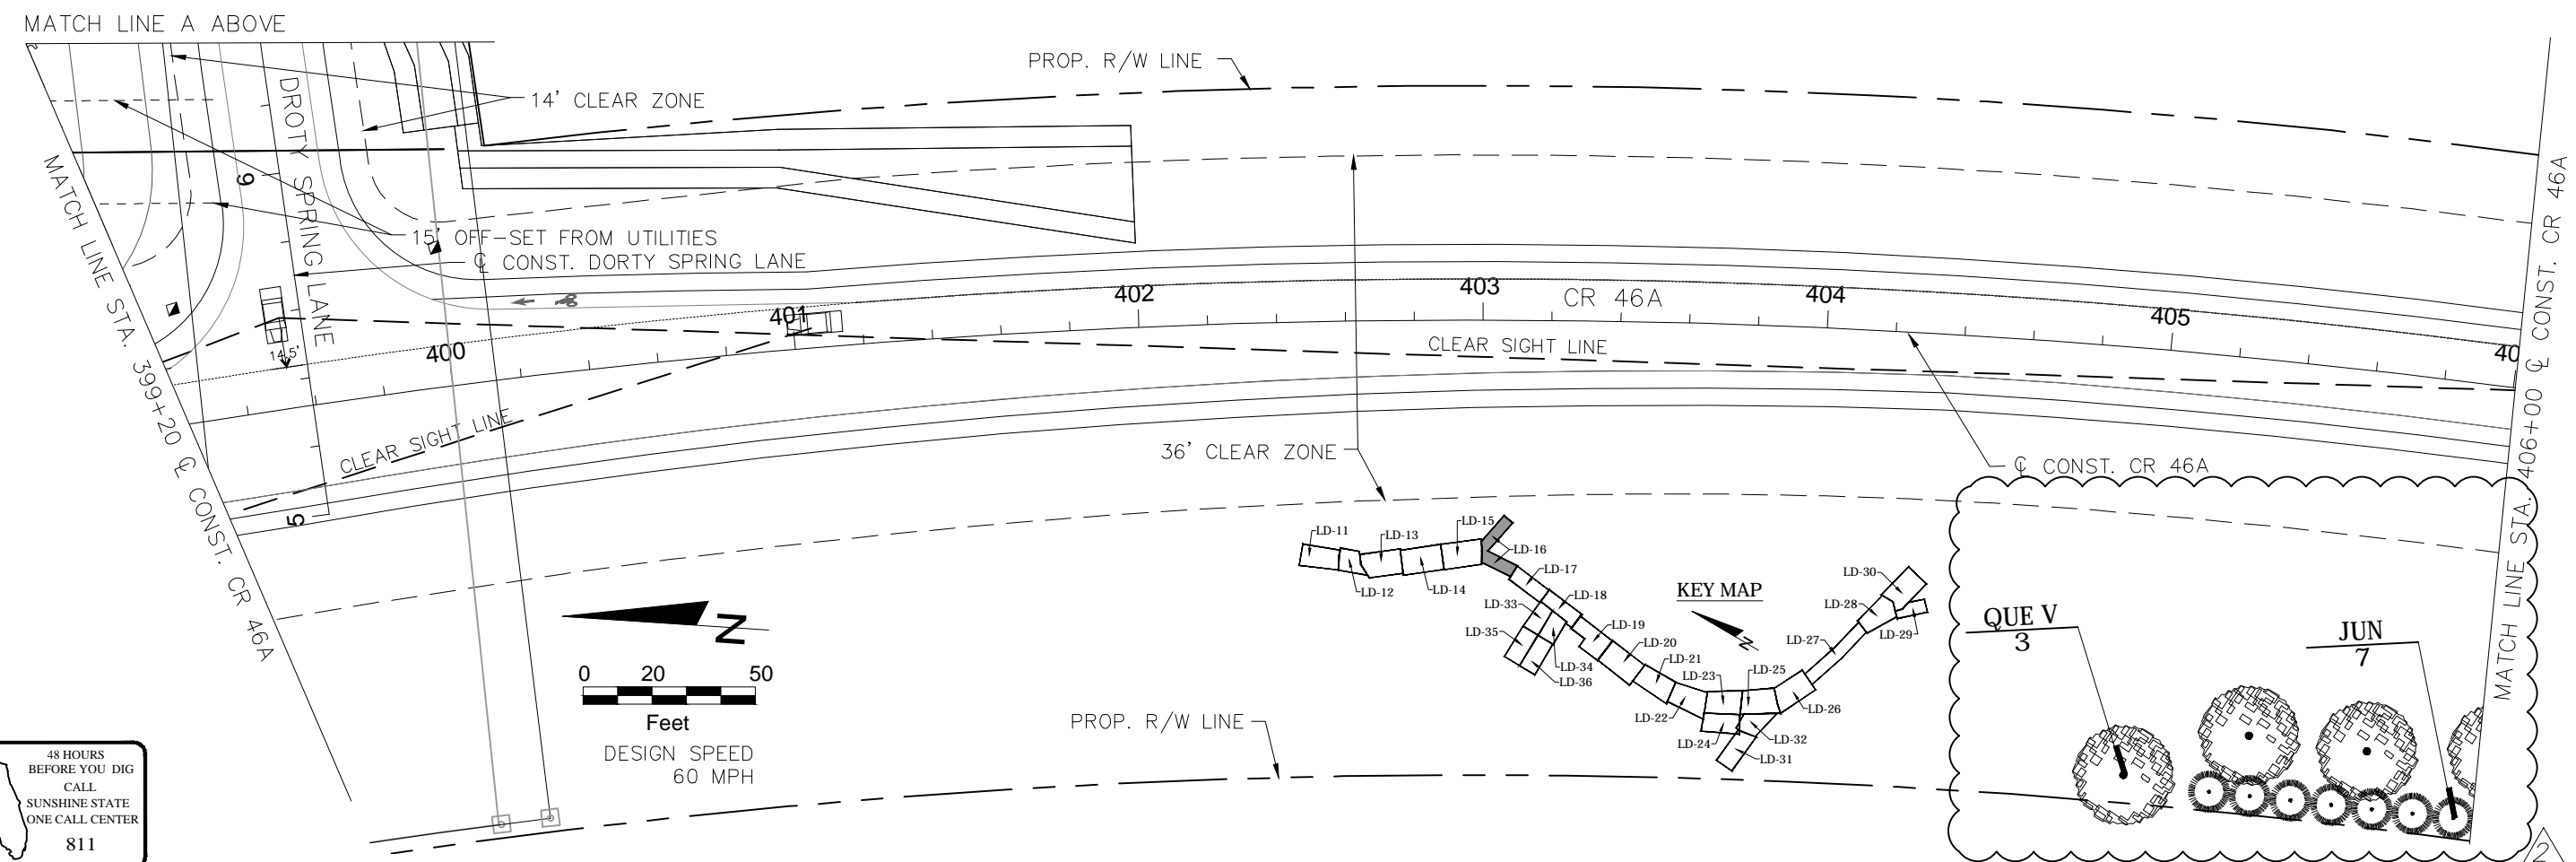 MATCH LINE A ABOVE
PROP. R/W LINE
14' CLEAR ZONE
DROTY SPRING LANE
6
15' OFF-SET FROM UTILITIES
℄ CONST. DORTY SPRING LANE
MATCH LINE STA. 399+20 ℄ CONST. CR 46A
14.5'
5
400
401
402
403
CR 46A
404
405
40
CLEAR SIGHT LINE
CLEAR SIGHT LINE
36' CLEAR ZONE
℄ CONST. CR 46A
MATCH LINE STA. 406+00 ℄ CONST. CR 46A
LD-11
LD-12
LD-13
LD-14
LD-15
LD-16
LD-17
LD-18
LD-33
LD-35
LD-34
LD-36
LD-19
LD-20
LD-21
LD-22
LD-23
LD-24
LD-25
LD-26
LD-32
LD-31
LD-27
LD-28
LD-30
LD-29
KEY MAP
N
N
0 20 50
Feet
DESIGN SPEED
60 MPH
PROP. R/W LINE
QUE V
3
JUN
7
2
48 HOURS
BEFORE YOU DIG
CALL
SUNSHINE STATE
ONE CALL CENTER
811